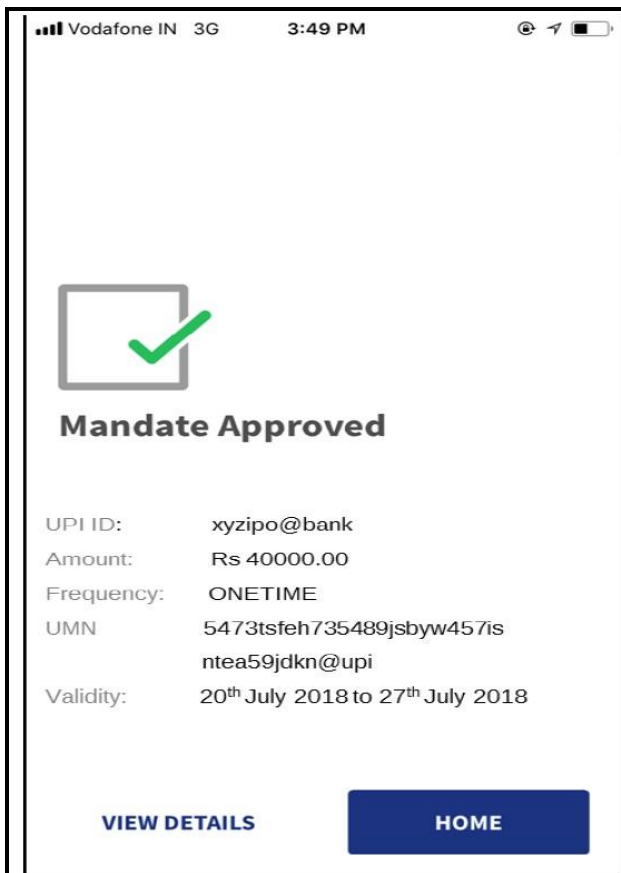 Vodafone IN 3G 3:49 PM
Mandate Approved
UPI ID: xyzipo@bank
Amount: Rs 40000.00
Frequency: ONETIME
UMN 5473tsfeh735489jsbyw457is
ntea59jdkn@upi
Validity: 20th July 2018 to 27th July 2018
VIEW DETAILS HOME